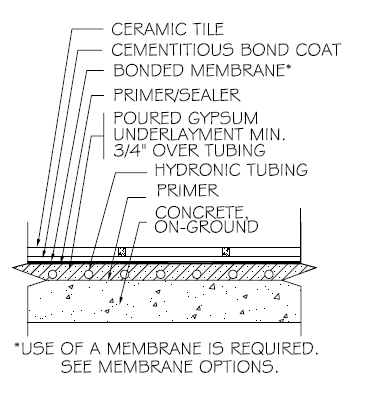 CERAMIC TILE
CEMENTITIOUS BOND COAT
BONDED MEMBRANE*
PRIMER/SEALER
POURED GYPSUM
UNDERLAYMENT MIN.
3/4" OVER TUBING
HYDRONIC TUBING
PRIMER
CONCRETE,
ON-GROUND
*USE OF A MEMBRANE IS REQUIRED.
SEE MEMBRANE OPTIONS.